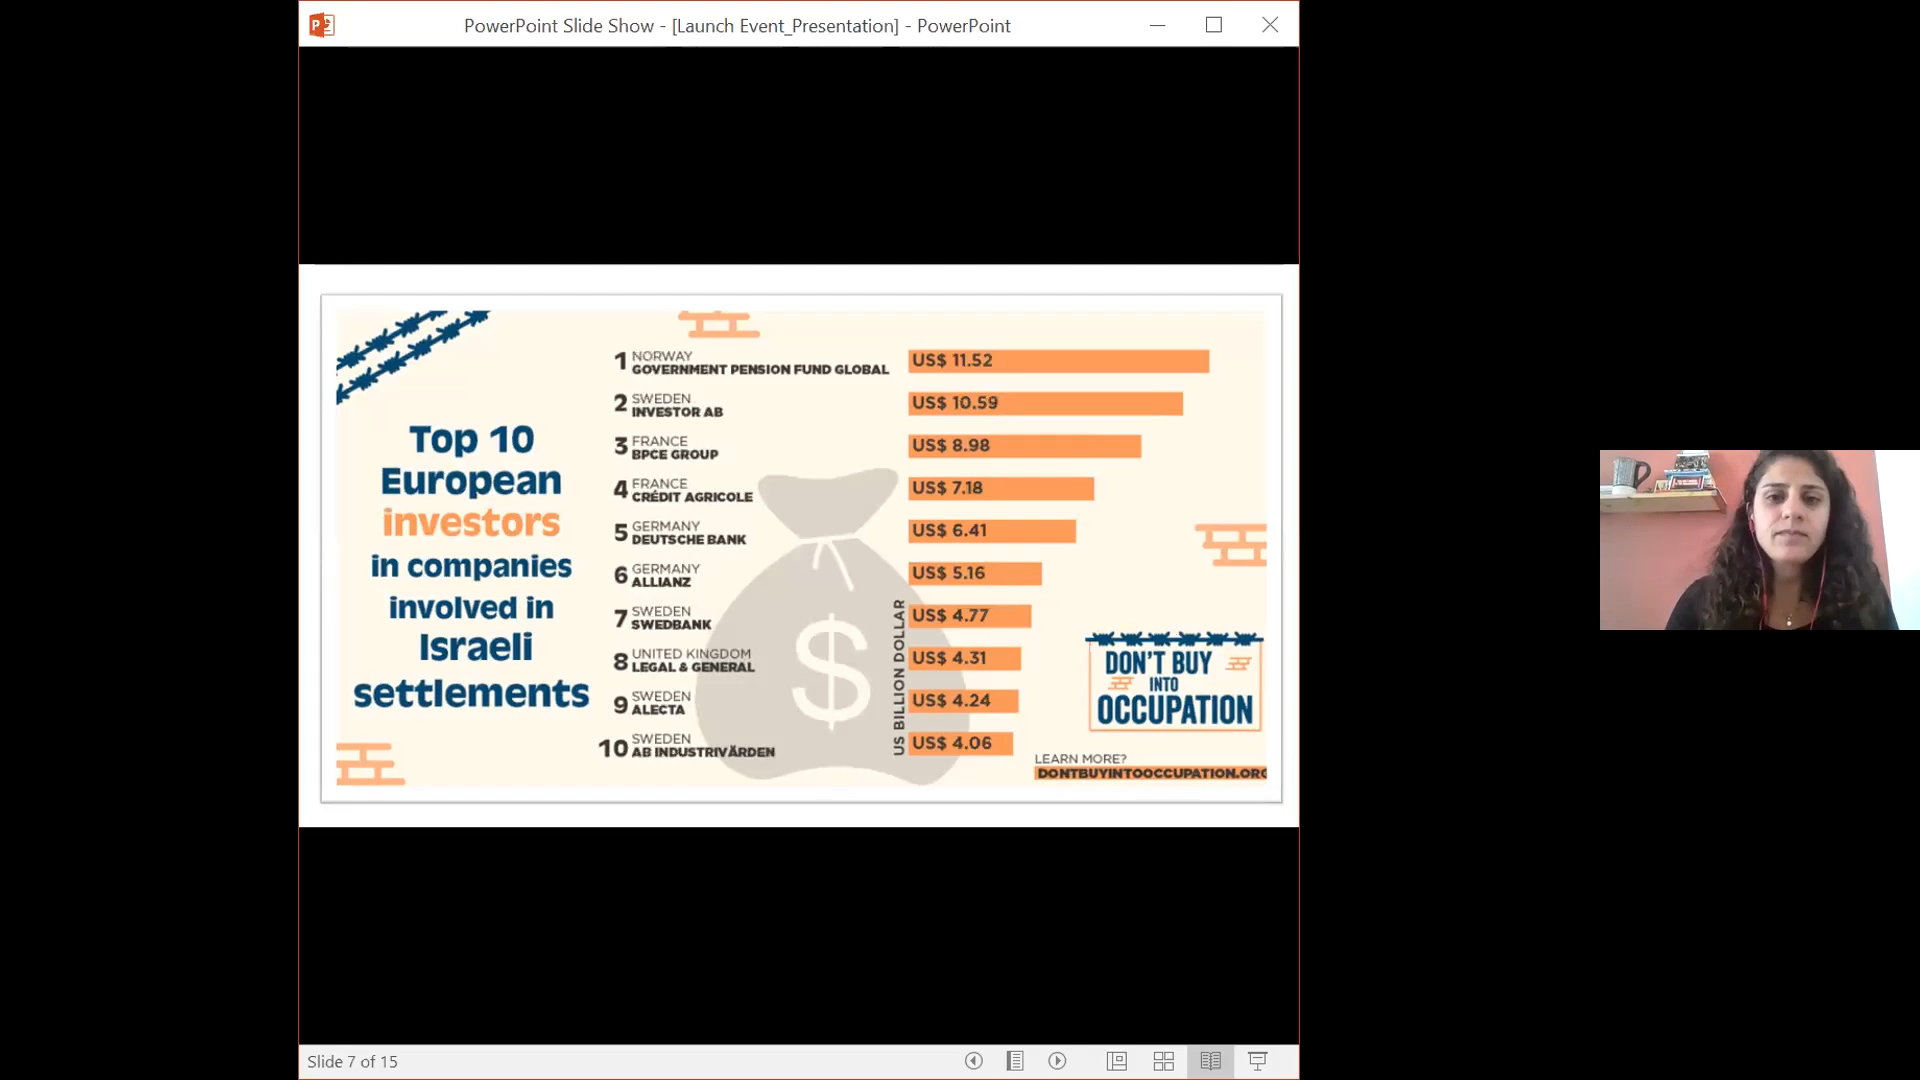 PowerPoint Slide Show - [Launch Event_Presentation] - PowerPoint
Top 10
European
investors
in companies
involved in
Israeli
settlements
1 NORWAY
GOVERNMENT PENSION FUND GLOBAL
US$ 11.52
2 SWEDEN
INVESTOR AB
US$ 10.59
3 FRANCE
BPCE GROUP
US$ 8.98
4 FRANCE
CRÉDIT AGRICOLE
US$ 7.18
5 GERMANY
DEUTSCHE BANK
US$ 6.41
6 GERMANY
ALLIANZ
US$ 5.16
7 SWEDEN
SWEDBANK
US$ 4.77
8 UNITED KINGDOM
LEGAL & GENERAL
US$ 4.31
9 SWEDEN
ALECTA
US$ 4.24
10 SWEDEN
AB INDUSTRIVÄRDEN
US$ 4.06
US BILLION DOLLAR
$
DON'T BUY
INTO
OCCUPATION
LEARN MORE?
DONTBUYINTOOCCUPATION.ORG
Slide 7 of 15